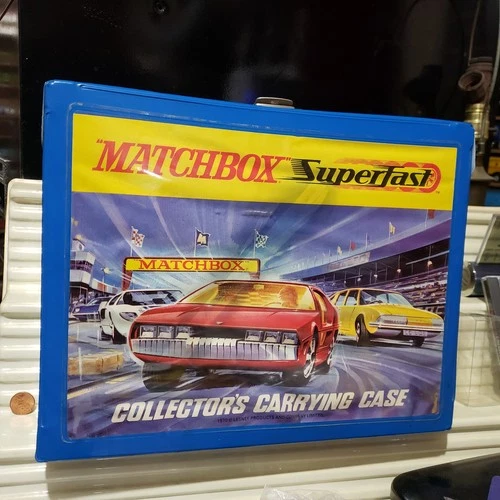 "MATCHBOX" Superfast
MATCHBOX
COLLECTOR'S CARRYING CASE